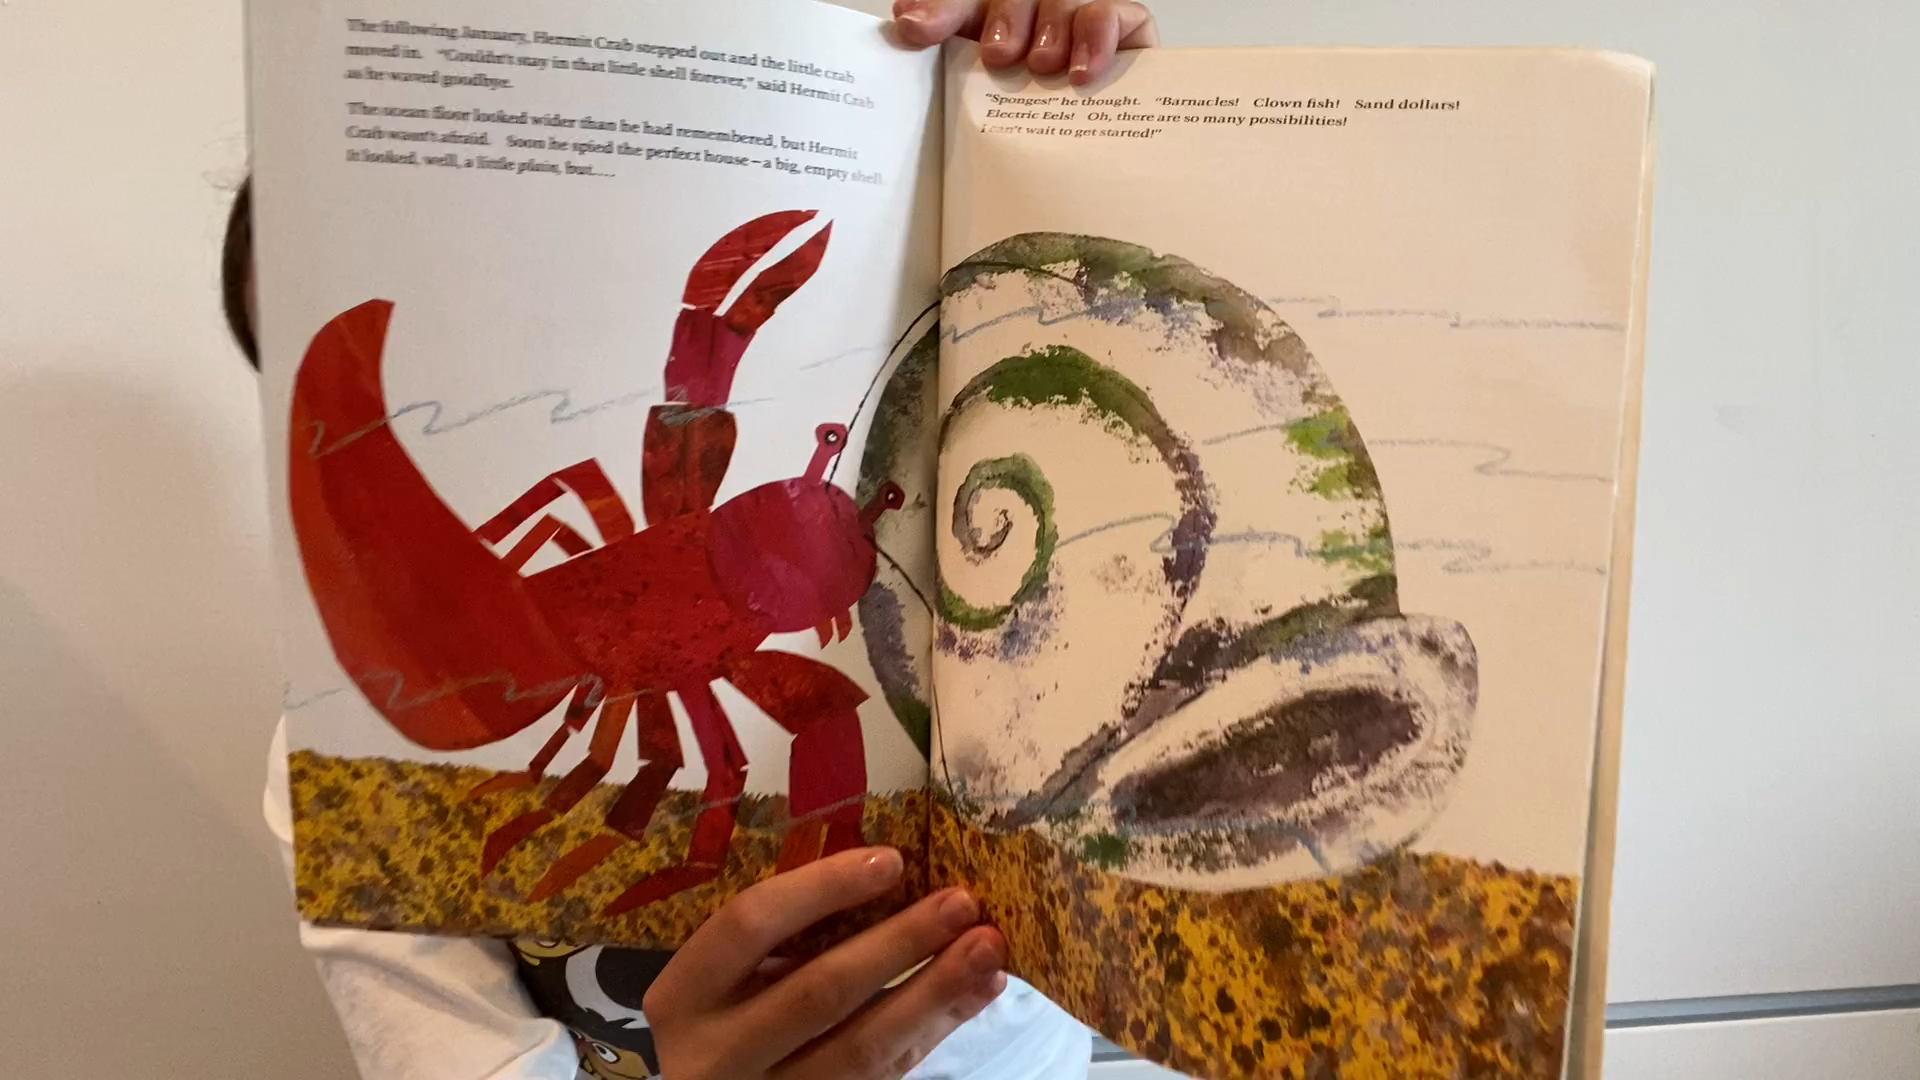 The following January, Hermit Crab stepped out and the little crab
moved in. "Couldn't stay in that little shell forever," said Hermit Crab
as he waved goodbye.
The ocean floor looked wider than he had remembered, but Hermit
Crab wasn't afraid. Soon he spied the perfect house—a big, empty shell.
It looked, well, a little plain, but.....
"Sponges!" he thought. "Barnacles! Clown fish! Sand dollars!
Electric Eels! Oh, there are so many possibilities!
I can't wait to get started!"